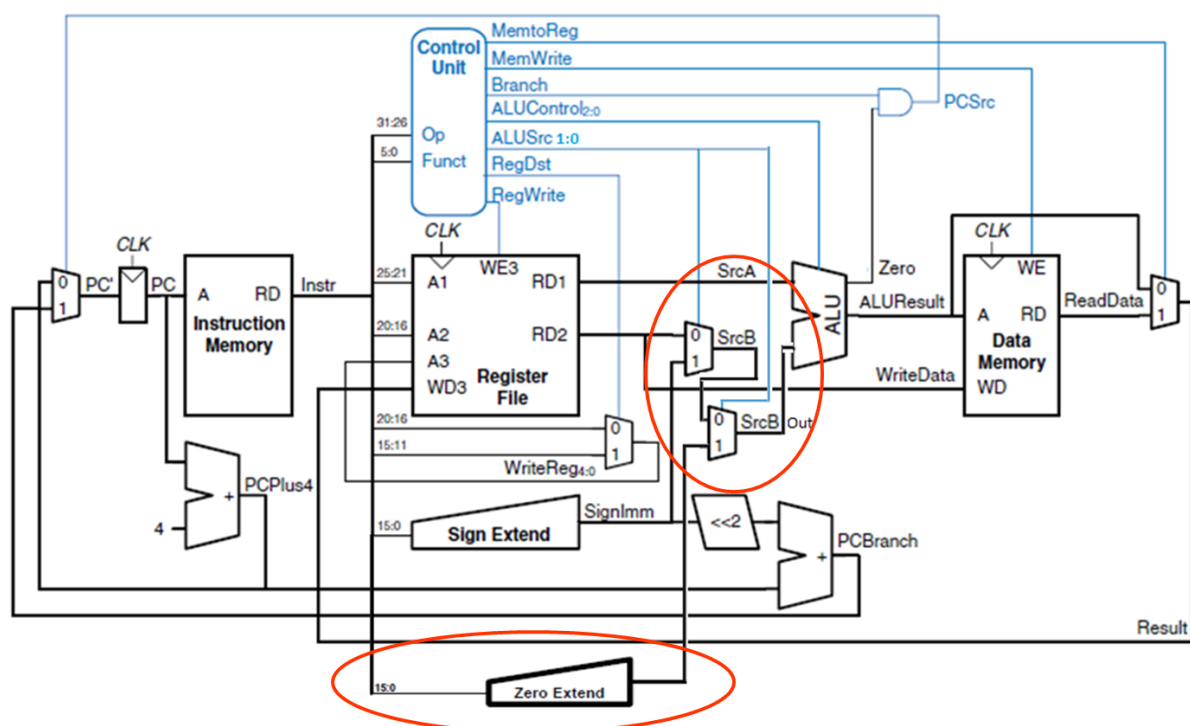 MemtoReg
Control
Unit
MemWrite
Branch
PCSrc
ALUControl2:0
31:26
Op
ALUSrc 1:0
5:0
Funct
RegDst
RegWrite
CLK
CLK
CLK
0
1
PC'
PC
A
RD
Instruction
Memory
Instr
25:21
A1
WE3
RD1
SrcA
Zero
WE
ALUResult
ALU
A
RD
Data
Memory
WD
ReadData
0
1
20:16
A2
RD2
0
1
SrcB
A3
WD3
Register
File
WriteData
20:16
15:11
0
1
WriteReg4:0
0
1
SrcB Out
PCPlus4
+
4
15:0
Sign Extend
SignImm
<<2
+
PCBranch
Result
15:0
Zero Extend